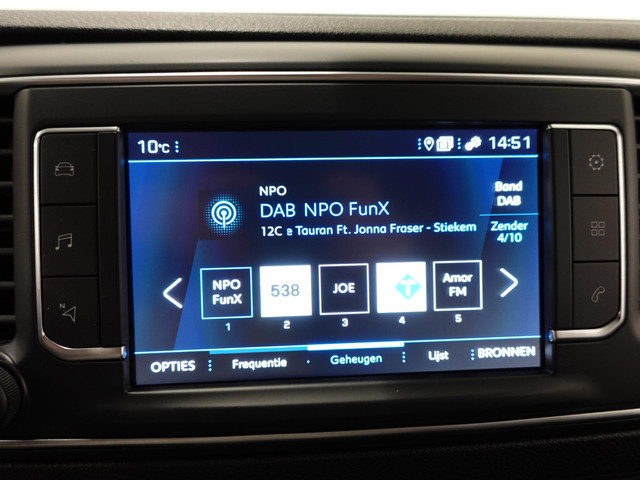 10°C
14:51
NPO
DAB NPO FunX
12C e Tauran Ft. Jonna Fraser - Stiekem
Band
DAB
Zender
4/10
NPO
FunX
538
JOE
T
Amor
FM
1 2 3 4 5
OPTIES Frequentie Geheugen Lijst BRONNEN
N